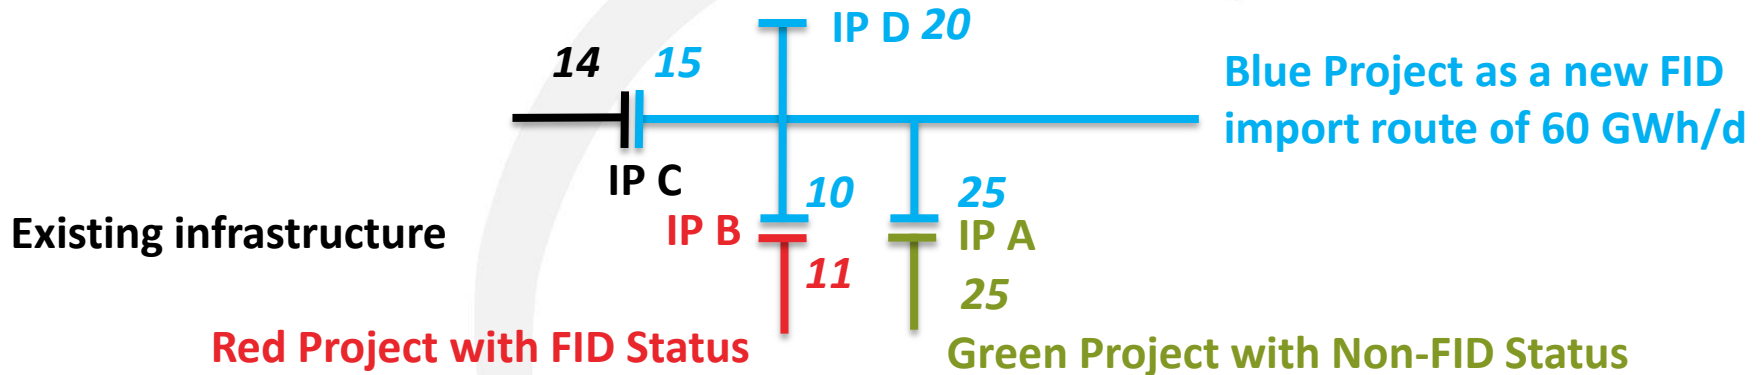 IP D 20
14 15
Blue Project as a new FID
import route of 60 GWh/d
IP C
10 25
Existing infrastructure
IP B
IP A
11
25
Red Project with FID Status
Green Project with Non-FID Status